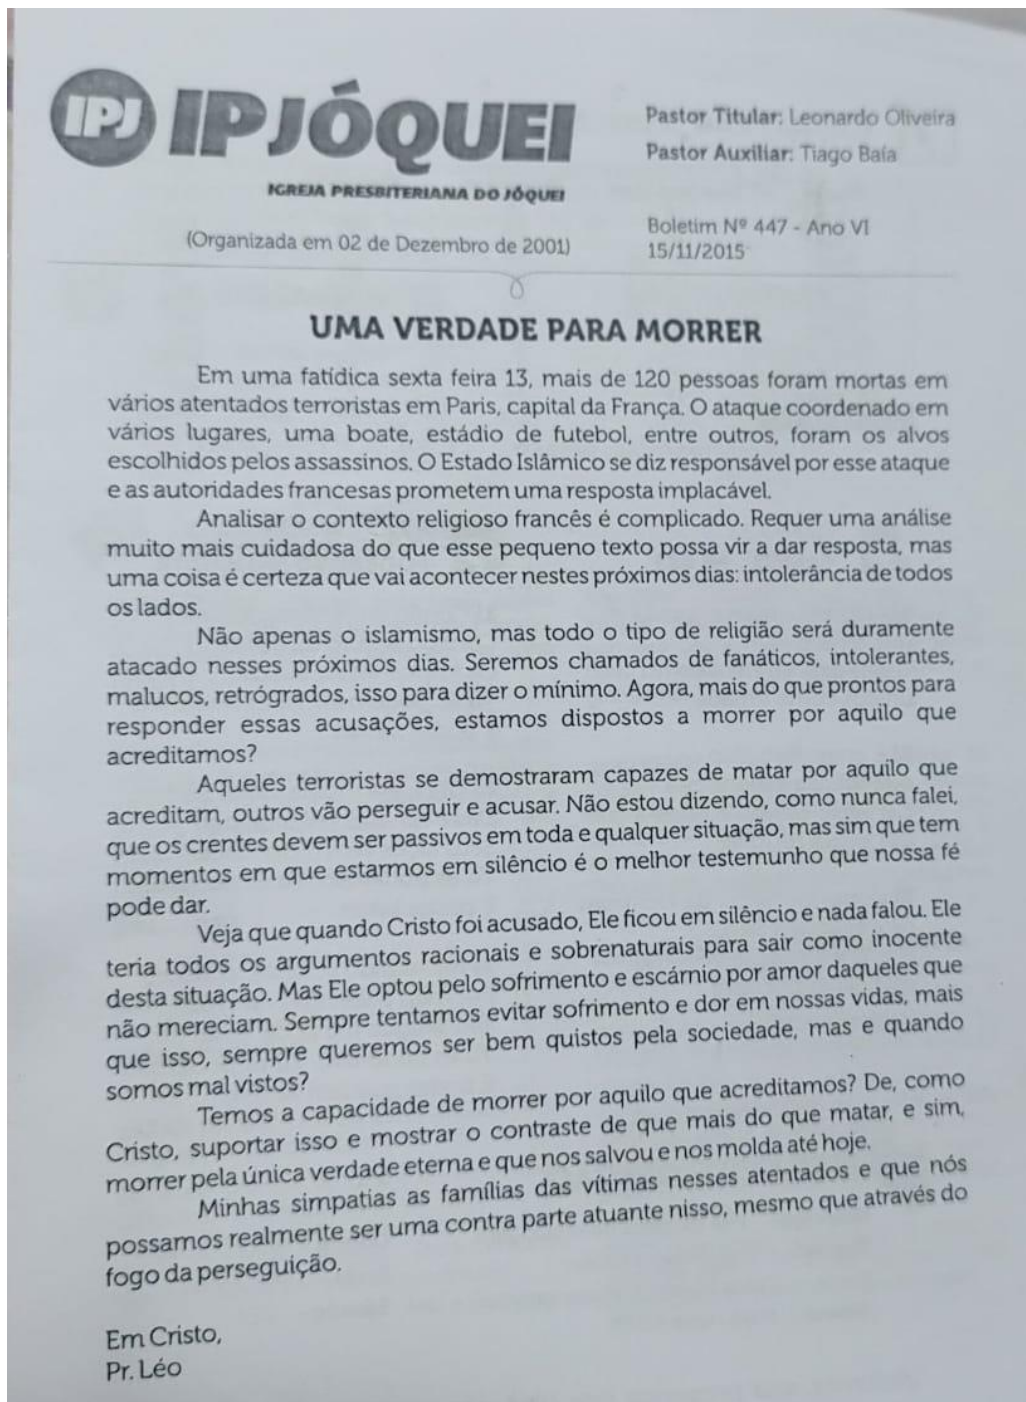 IPJ IP JÓQUEI
IGREJA PRESBITERIANA DO JÓQUEI
(Organizada em 02 de Dezembro de 2001)
Pastor Titular: Leonardo Oliveira
Pastor Auxiliar: Tiago Baía
Boletim Nº 447 - Ano VI
15/11/2015
UMA VERDADE PARA MORRER
Em uma fatídica sexta feira 13, mais de 120 pessoas foram mortas em
vários atentados terroristas em Paris, capital da França. O ataque coordenado em
vários lugares, uma boate, estádio de futebol, entre outros, foram os alvos
escolhidos pelos assassinos. O Estado Islâmico se diz responsável por esse ataque
e as autoridades francesas prometem uma resposta implacável.
Analisar o contexto religioso francês é complicado. Requer uma análise
muito mais cuidadosa do que esse pequeno texto possa vir a dar resposta, mas
uma coisa é certeza que vai acontecer nestes próximos dias: intolerância de todos
os lados.
Não apenas o islamismo, mas todo o tipo de religião será duramente
atacado nesses próximos dias. Seremos chamados de fanáticos, intolerantes,
malucos, retrógrados, isso para dizer o mínimo. Agora, mais do que prontos para
responder essas acusações, estamos dispostos a morrer por aquilo que
acreditamos?
Aqueles terroristas se demostraram capazes de matar por aquilo que
acreditam, outros vão perseguir e acusar. Não estou dizendo, como nunca falei,
que os crentes devem ser passivos em toda e qualquer situação, mas sim que tem
momentos em que estarmos em silêncio é o melhor testemunho que nossa fé
pode dar.
Veja que quando Cristo foi acusado, Ele ficou em silêncio e nada falou. Ele
teria todos os argumentos racionais e sobrenaturais para sair como inocente
desta situação. Mas Ele optou pelo sofrimento e escárnio por amor daqueles que
não mereciam. Sempre tentamos evitar sofrimento e dor em nossas vidas, mais
que isso, sempre queremos ser bem quistos pela sociedade, mas e quando
somos mal vistos?
Temos a capacidade de morrer por aquilo que acreditamos? De, como
Cristo, suportar isso e mostrar o contraste de que mais do que matar, e sim,
morrer pela única verdade eterna e que nos salvou e nos molda até hoje.
Minhas simpatias as famílias das vítimas nesses atentados e que nós
possamos realmente ser uma contra parte atuante nisso, mesmo que através do
fogo da perseguição.
Em Cristo,
Pr. Léo